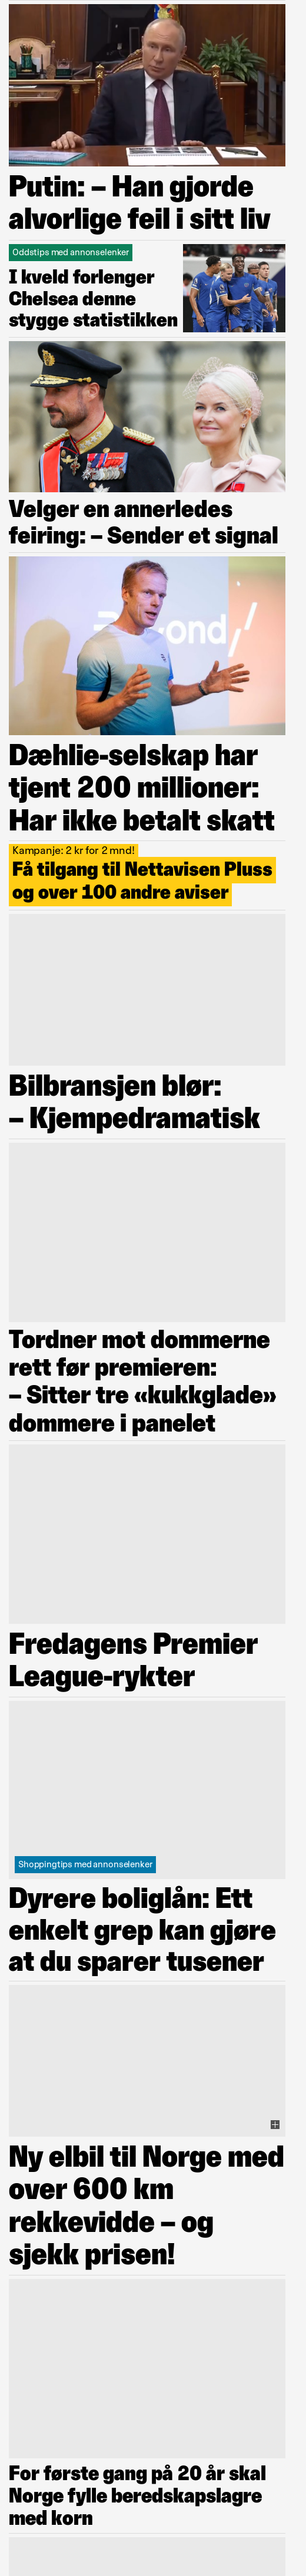 Putin: – Han gjorde
alvorlige feil i sitt liv
Oddstips med annonselenker
I kveld forlenger
Chelsea denne
stygge statistikken
Velger en annerledes
feiring: – Sender et signal
Dæhlie-selskap har
tjent 200 millioner:
Har ikke betalt skatt
Kampanje: 2 kr for 2 mnd!
Få tilgang til Nettavisen Pluss
og over 100 andre aviser
Bilbransjen blør:
– Kjempedramatisk
Tordner mot dommerne
rett før premieren:
– Sitter tre «kukkglade»
dommere i panelet
Fredagens Premier
League-rykter
Shoppingtips med annonselenker
Dyrere boliglån: Ett
enkelt grep kan gjøre
at du sparer tusener
Ny elbil til Norge med
over 600 km
rekkevidde – og
sjekk prisen!
For første gang på 20 år skal
Norge fylle beredskapslagre
med korn